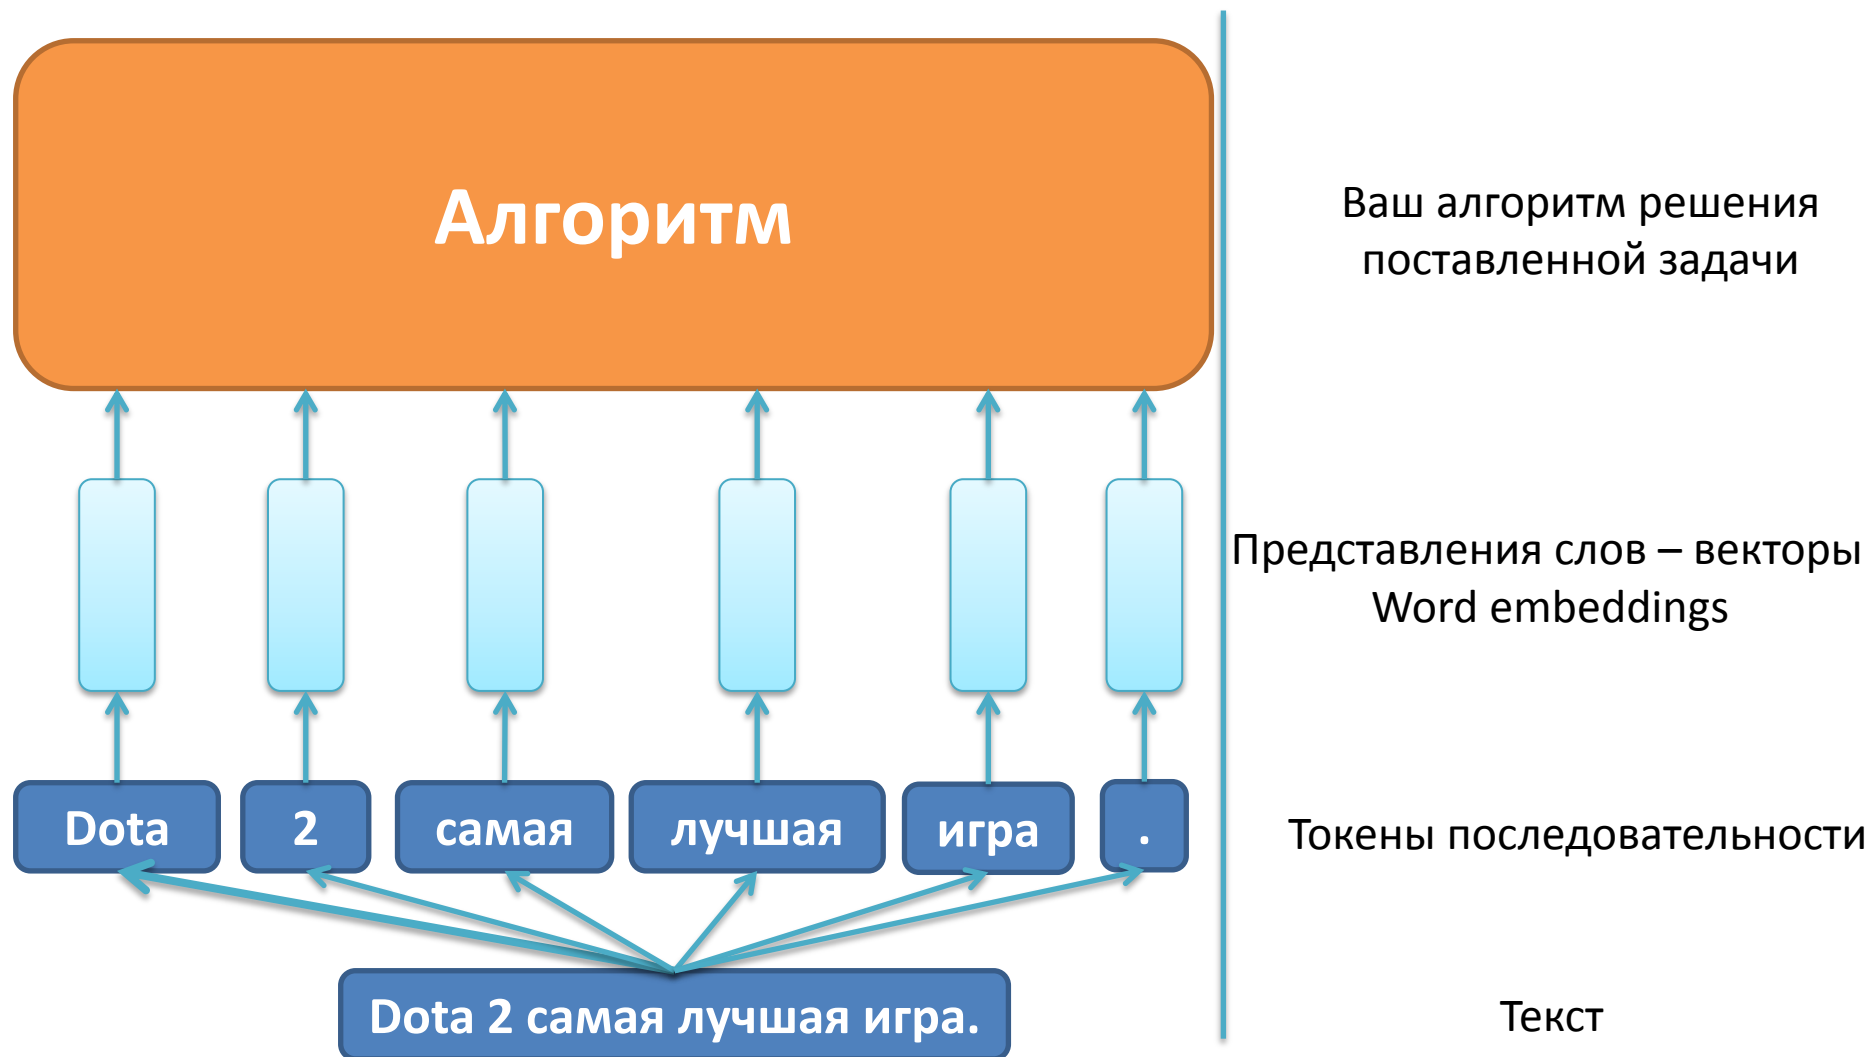 Алгоритм
Ваш алгоритм решения
поставленной задачи
Представления слов – векторы
Word embeddings
Dota
2
самая
лучшая
игра
.
Токены последовательности
Dota 2 самая лучшая игра.
Текст